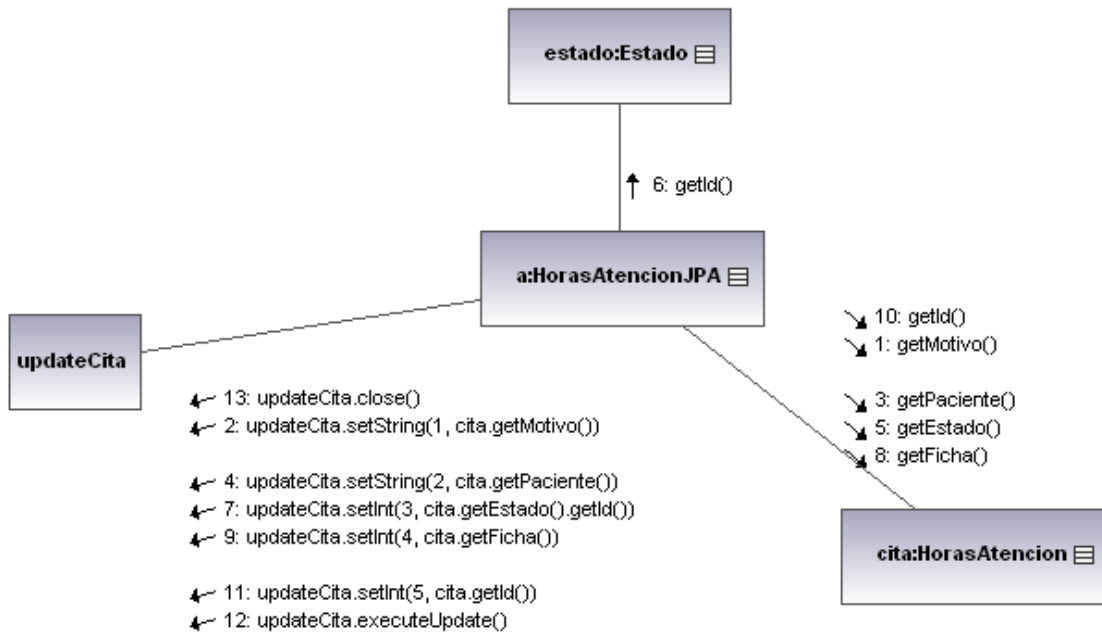 estado:Estado
6: getId()
a:HorasAtencionJPA
updateCita
10: getId()
1: getMotivo()
3: getPaciente()
5: getEstado()
8: getFicha()
13: updateCita.close()
2: updateCita.setString(1, cita.getMotivo())
4: updateCita.setString(2, cita.getPaciente())
7: updateCita.setInt(3, cita.getEstado().getId())
9: updateCita.setInt(4, cita.getFicha())
11: updateCita.setInt(5, cita.getId())
12: updateCita.executeUpdate()
cita:HorasAtencion